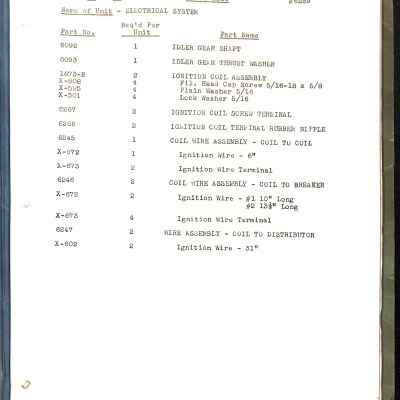 #6259
Name of Unit - ELECTRICAL SYSTEM
Part No. Req'd Per Unit Part Name
6092 1 IDLER GEAR SHAFT
6093 1 IDLER GEAR THRUST WASHER
1673-B 2 IGNITION COIL ASSEMBLY
X-808 4 Fil. Head Cap Screw 5/16-18 x 5/8
X-525 4 Plain Washer 5/16
X-301 4 Lock Washer 5/16
6267 2 IGNITION COIL SCREW TERMINAL
6266 2 IGNITION COIL TERMINAL RUBBER NIPPLE
6245 1 COIL WIRE ASSEMBLY - COIL TO COIL
X-672 1 Ignition Wire - 6"
X-673 2 Ignition Wire Terminal
6246 2 COIL WIRE ASSEMBLY - COIL TO BREAKER
X-672 2 Ignition Wire - #1 10" Long
#2 13½" Long
X-673 4 Ignition Wire Terminal
6247 2 WIRE ASSEMBLY - COIL TO DISTRIBUTOR
X-602 2 Ignition Wire - 31"